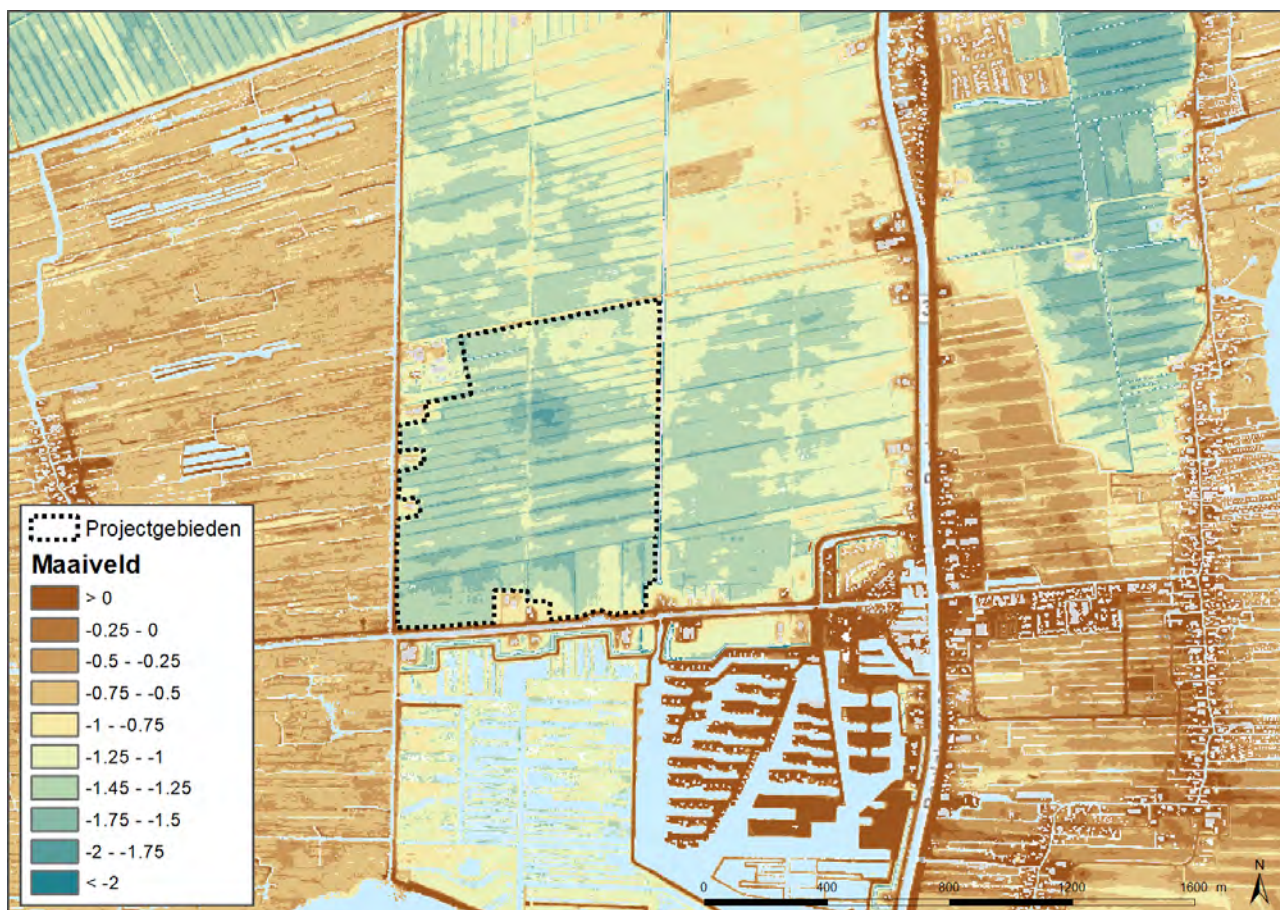 Projectgebieden
Maaiveld
> 0
-0.25 - 0
-0.5 - -0.25
-0.75 - -0.5
-1 - -0.75
-1.25 - -1
-1.45 - -1.25
-1.75 - -1.5
-2 - -1.75
< -2
N
0 400 800 1200 1600 m